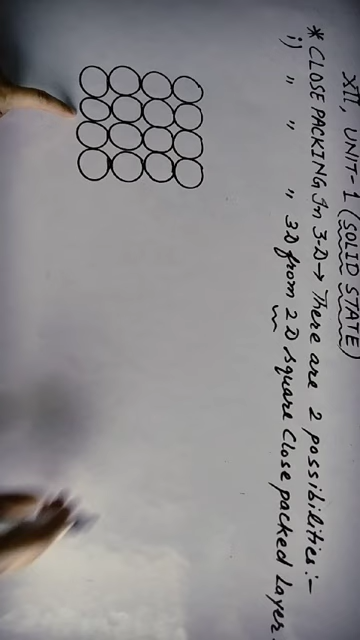 XII, UNIT-1 (SOLID STATE)
* CLOSE PACKING In 3-D→ There are 2 possibilities:-
i) " " " 3D from 2D square Close packed Layer.